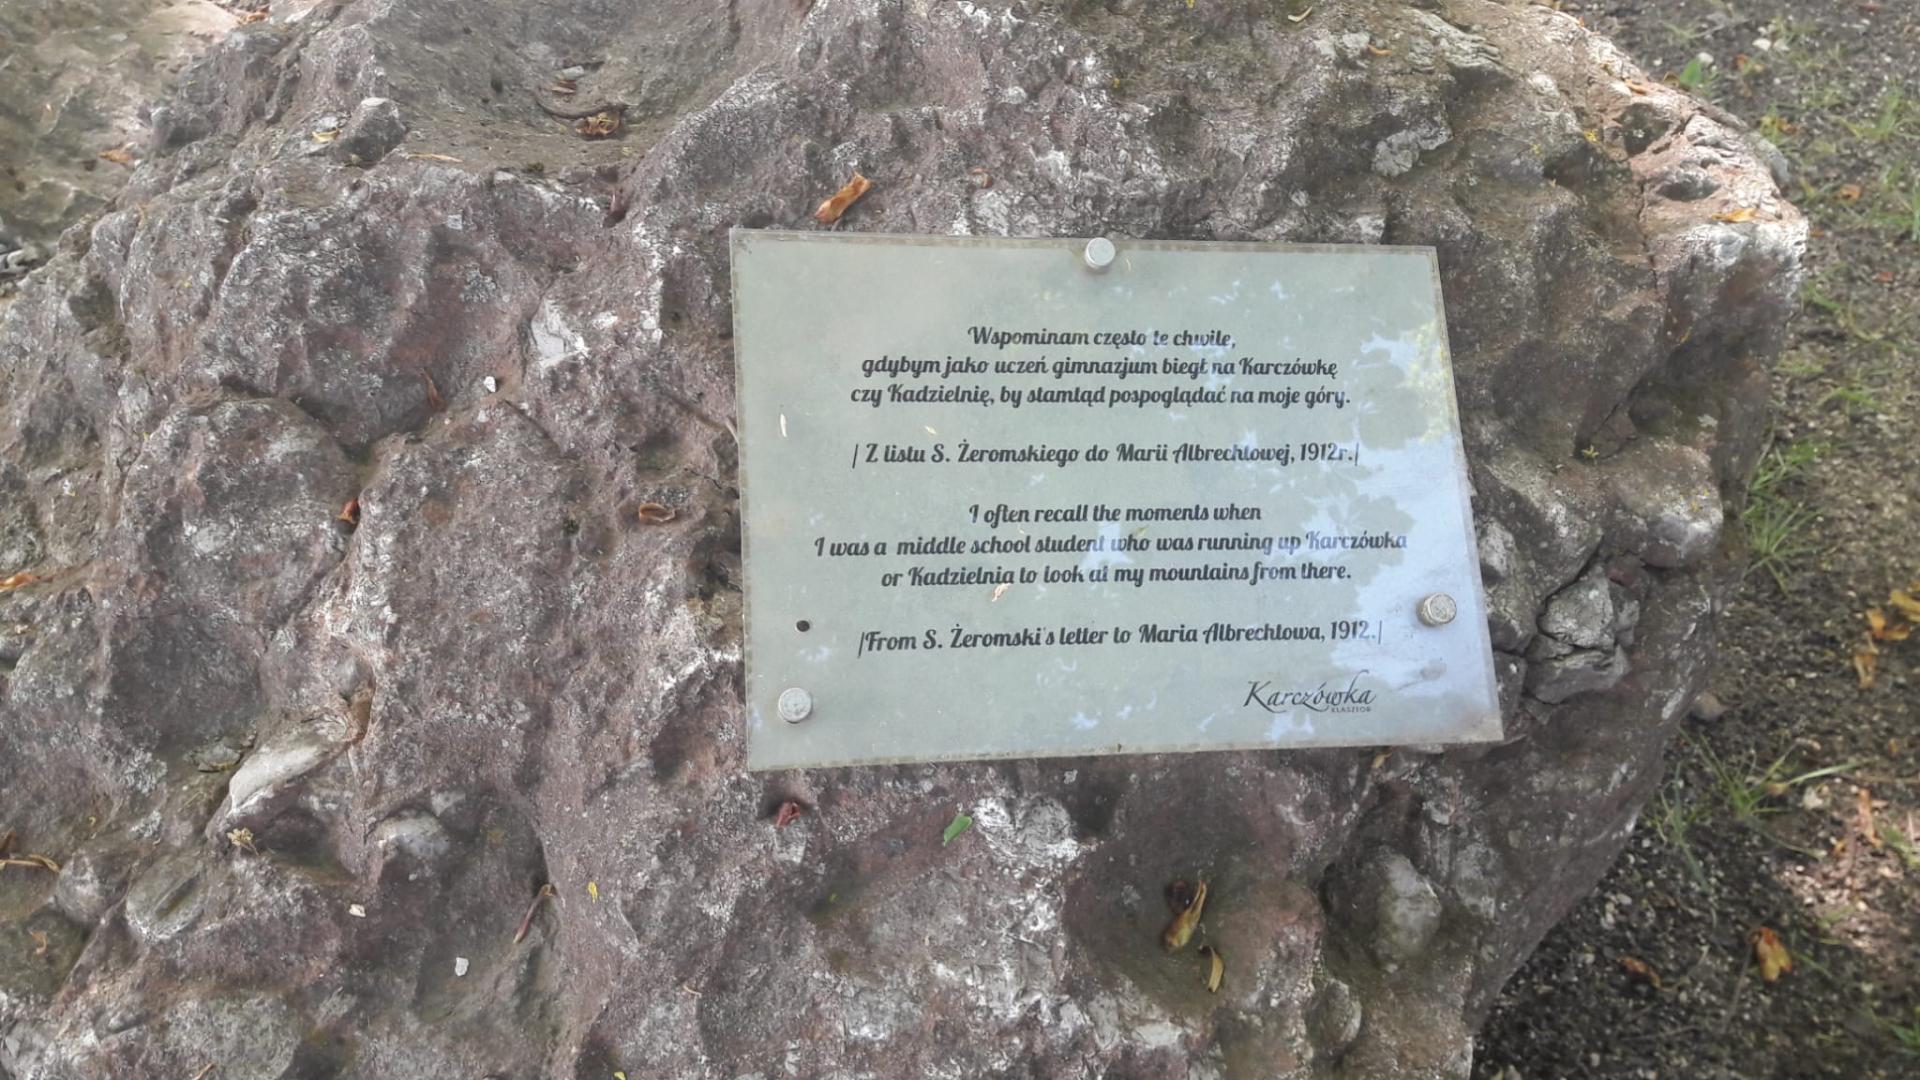 Wspominam często te chwile,
gdybym jako uczeń gimnazjum biegł na Karczówkę
czy Kadzielnię, by stamtąd pospoglądać na moje góry.
| Z listu S. Żeromskiego do Marii Albrechtowej, 1912r.|
I often recall the moments when
I was a middle school student who was running up Karczówka
or Kadzielnia to look at my mountains from there.
|From S. Żeromski's letter to Maria Albrechtowa, 1912.|
Karczówka
KLASZTOR